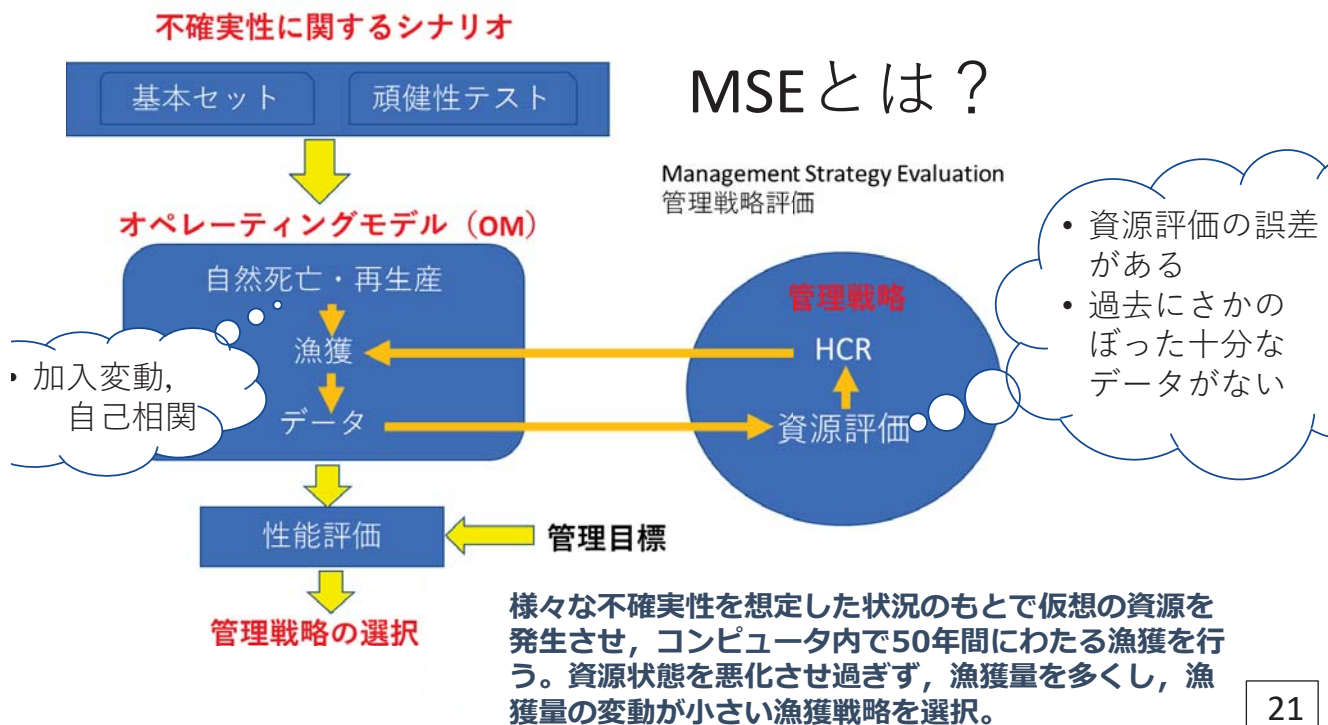 不確実性に関するシナリオ
基本セット
頑健性テスト
MSEとは？
Management Strategy Evaluation
管理戦略評価
オペレーティングモデル（OM）
自然死亡・再生産
漁獲
データ
• 加入変動,
自己相関
管理戦略
HCR
資源評価
• 資源評価の誤差
がある
• 過去にさかの
ぼった十分な
データがない
性能評価
管理目標
管理戦略の選択
様々な不確実性を想定した状況のもとで仮想の資源を
発生させ，コンピュータ内で50年間にわたる漁獲を行
う。資源状態を悪化させ過ぎず，漁獲量を多くし，漁
獲量の変動が小さい漁獲戦略を選択。
21